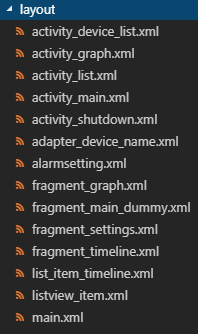 layout
activity_device_list.xml
activity_graph.xml
activity_list.xml
activity_main.xml
activity_shutdown.xml
adapter_device_name.xml
alarmsetting.xml
fragment_graph.xml
fragment_main_dummy.xml
fragment_settings.xml
fragment_timeline.xml
list_item_timeline.xml
listview_item.xml
main.xml